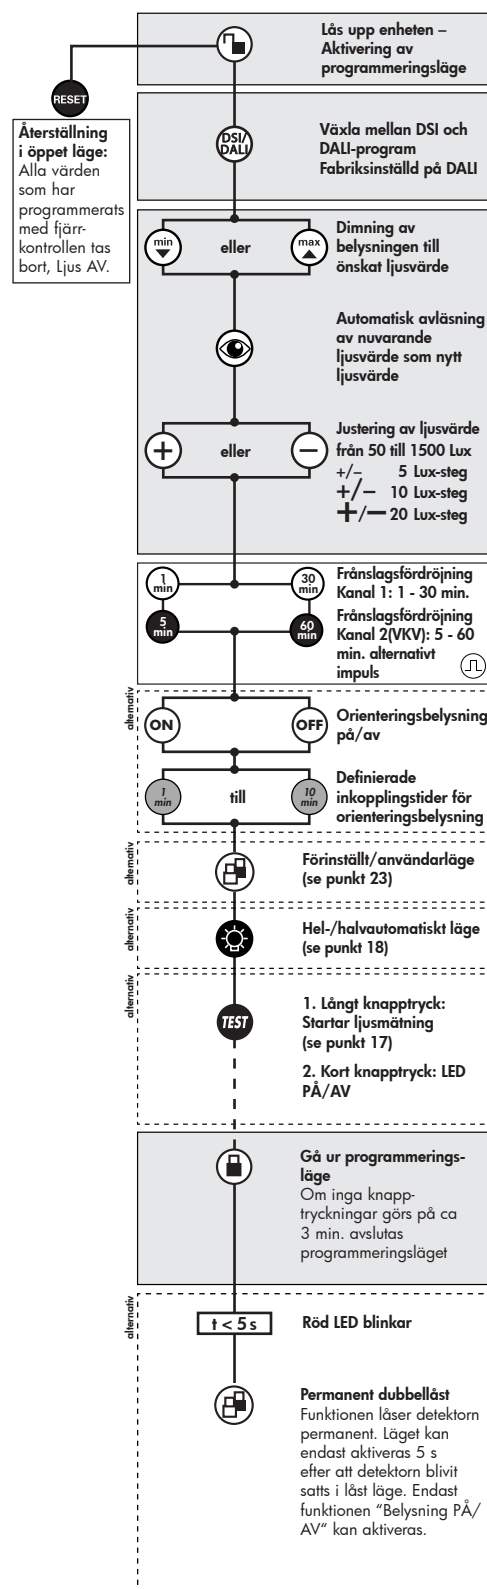 Lås upp enheten –
Aktivering av
programmeringsläge
RESET
Återställning
i öppet läge:
Alla värden
som har
programmerats
med fjärr-
kontrollen tas
bort, Ljus AV.
DSI/
DALI
Växla mellan DSI och
DALI-program
Fabriksinställd på DALI
min
eller
max
Dimning av
belysningen till
önskat ljusvärde
Automatisk avläsning
av nuvarande
ljusvärde som nytt
ljusvärde
+
eller
–
Justering av ljusvärde
från 50 till 1500 Lux
+/– 5 Lux-steg
+/– 10 Lux-steg
+/– 20 Lux-steg
1
min
30
min
5
min
60
min
Frånslagsfördröjning
Kanal 1: 1 - 30 min.
Frånslagsfördröjning
Kanal 2(VKV): 5 - 60
min. alternativt
impuls
alternativ
ON
OFF
Orienteringsbelysning
på/av
1
min
till
10
min
Definierade
inkopplingstider för
orienteringsbelysning
alternativ
Förinställt/användarläge
(se punkt 23)
alternativ
Hel-/halvautomatiskt läge
(se punkt 18)
alternativ
TEST
1. Långt knapptryck:
Startar ljusmätning
(se punkt 17)
2. Kort knapptryck: LED
PÅ/AV
Gå ur programmerings-
läge
Om inga knapp-
tryckningar görs på ca
3 min. avslutas
programmeringsläget
alternativ
t < 5 s
Röd LED blinkar
Permanent dubbellåst
Funktionen låser detektorn
permanent. Läget kan
endast aktiveras 5 s
efter att detektorn blivit
satts i låst läge. Endast
funktionen "Belysning PÅ/
AV" kan aktiveras.